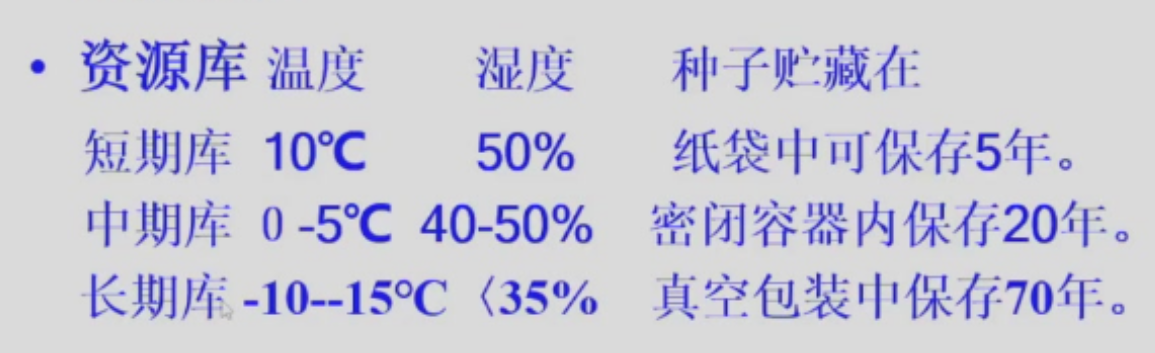 • 资源库 温度 湿度 种子贮藏在
短期库 10℃ 50% 纸袋中可保存5年。
中期库 0 -5℃ 40-50% 密闭容器内保存20年。
长期库 -10--15℃〈35% 真空包装中保存70年。